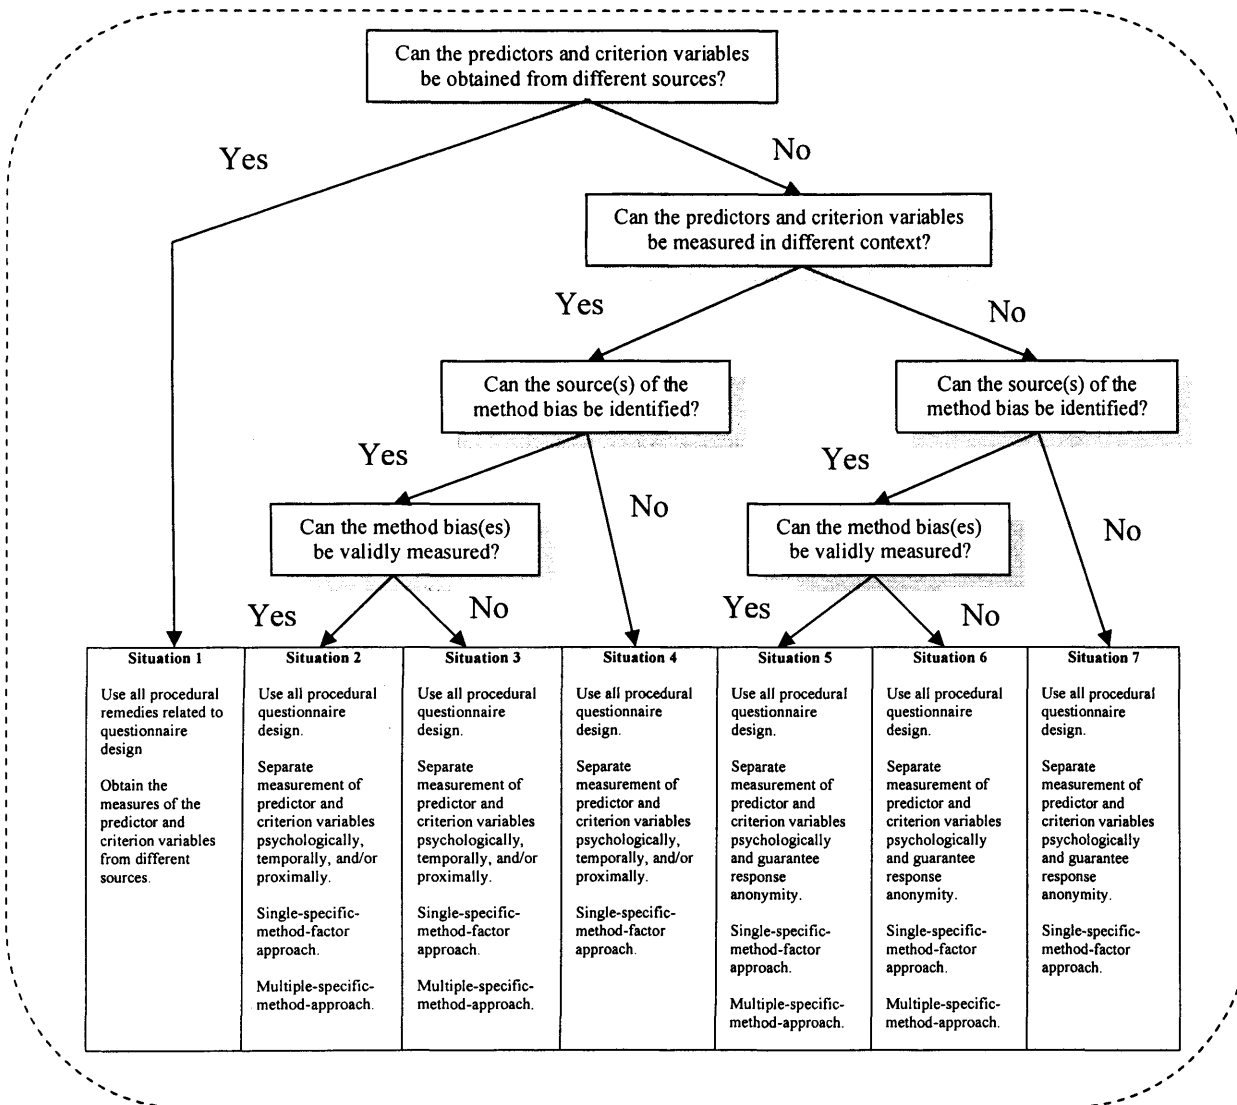 Can the predictors and criterion variables
be obtained from different sources?
Yes
No
Can the predictors and criterion variables
be measured in different context?
Yes
No
Can the source(s) of the
method bias be identified?
Can the source(s) of the
method bias be identified?
Yes
No
Yes
No
Can the method bias(es)
be validly measured?
Can the method bias(es)
be validly measured?
Yes
No
Yes
No
Situation 1
Use all procedural
remedies related to
questionnaire
design
Obtain the
measures of the
predictor and
criterion variables
from different
sources.
Situation 2
Use all procedural
questionnaire
design.
Separate
measurement of
predictor and
criterion variables
psychologically,
temporally, and/or
proximally.
Single-specific-
method-factor
approach.
Multiple-specific-
method-approach.
Situation 3
Use all procedural
questionnaire
design.
Separate
measurement of
predictor and
criterion variables
psychologically,
temporally, and/or
proximally.
Single-specific-
method-factor
approach.
Multiple-specific-
method-approach.
Situation 4
Use all procedural
questionnaire
design.
Separate
measurement of
predictor and
criterion variables
psychologically,
temporally, and/or
proximally.
Single-specific-
method-factor
approach.
Situation 5
Use all procedural
questionnaire
design.
Separate
measurement of
predictor and
criterion variables
psychologically
and guarantee
response
anonymity.
Single-specific-
method-factor
approach.
Multiple-specific-
method-approach.
Situation 6
Use all procedural
questionnaire
design.
Separate
measurement of
predictor and
criterion variables
psychologically
and guarantee
response
anonymity.
Single-specific-
method-factor
approach.
Multiple-specific-
method-approach.
Situation 7
Use all procedural
questionnaire
design.
Separate
measurement of
predictor and
criterion variables
psychologically
and guarantee
response
anonymity.
Single-specific-
method-factor
approach.